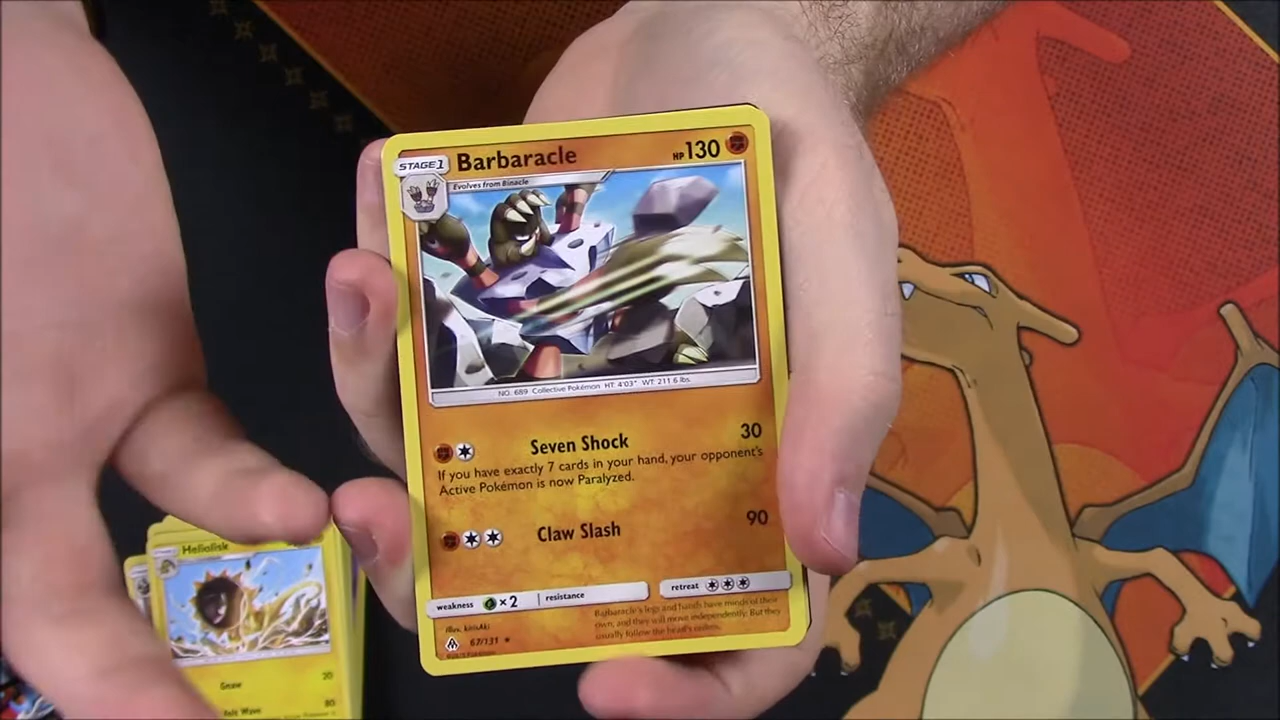 STAGE1 Barbaracle HP 130
Evolves from Binacle
NO. 689 Collective Pokémon HT: 4'03" WT: 211.6 lbs.
Seven Shock 30
If you have exactly 7 cards in your hand, your opponent's
Active Pokémon is now Paralyzed.
Claw Slash 90
weakness ×2 resistance retreat
Barbaracle's legs and hands have minds of their
own, and they will move independently. But they
usually follow the head's orders.
Illus. kirisAki
67/131
Heliolisk
Gnaw 20
80